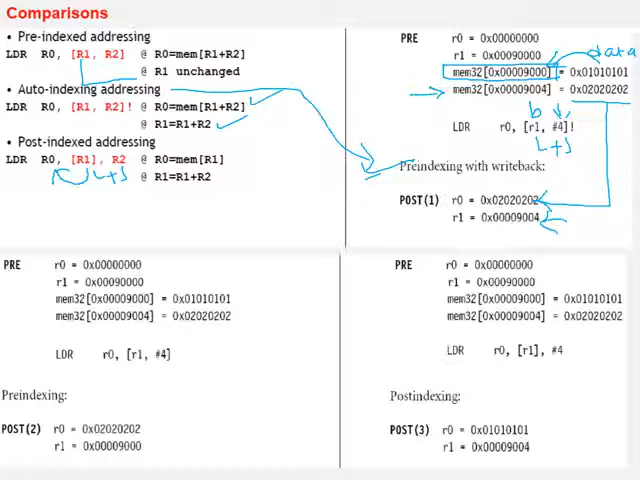 Comparisons
• Pre-indexed addressing
LDR R0, [R1, R2] @ R0=mem[R1+R2]
@ R1 unchanged
• Auto-indexing addressing
LDR R0, [R1, R2]! @ R0=mem[R1+R2]
@ R1=R1+R2
• Post-indexed addressing
LDR R0, [R1], R2 @ R0=mem[R1]
@ R1=R1+R2
PRE r0 = 0x00000000
r1 = 0x00090000
mem32[0x00009000] = 0x01010101
mem32[0x00009004] = 0x02020202
data
LDR r0, [r1, #4]!
Preindexing with writeback:
POST(1) r0 = 0x02020202
r1 = 0x00009004
PRE r0 = 0x00000000
r1 = 0x00090000
mem32[0x00009000] = 0x01010101
mem32[0x00009004] = 0x02020202
LDR r0, [r1, #4]
Preindexing:
POST(2) r0 = 0x02020202
r1 = 0x00009000
PRE r0 = 0x00000000
r1 = 0x00090000
mem32[0x00009000] = 0x01010101
mem32[0x00009004] = 0x02020202
LDR r0, [r1], #4
Postindexing:
POST(3) r0 = 0x01010101
r1 = 0x00009004